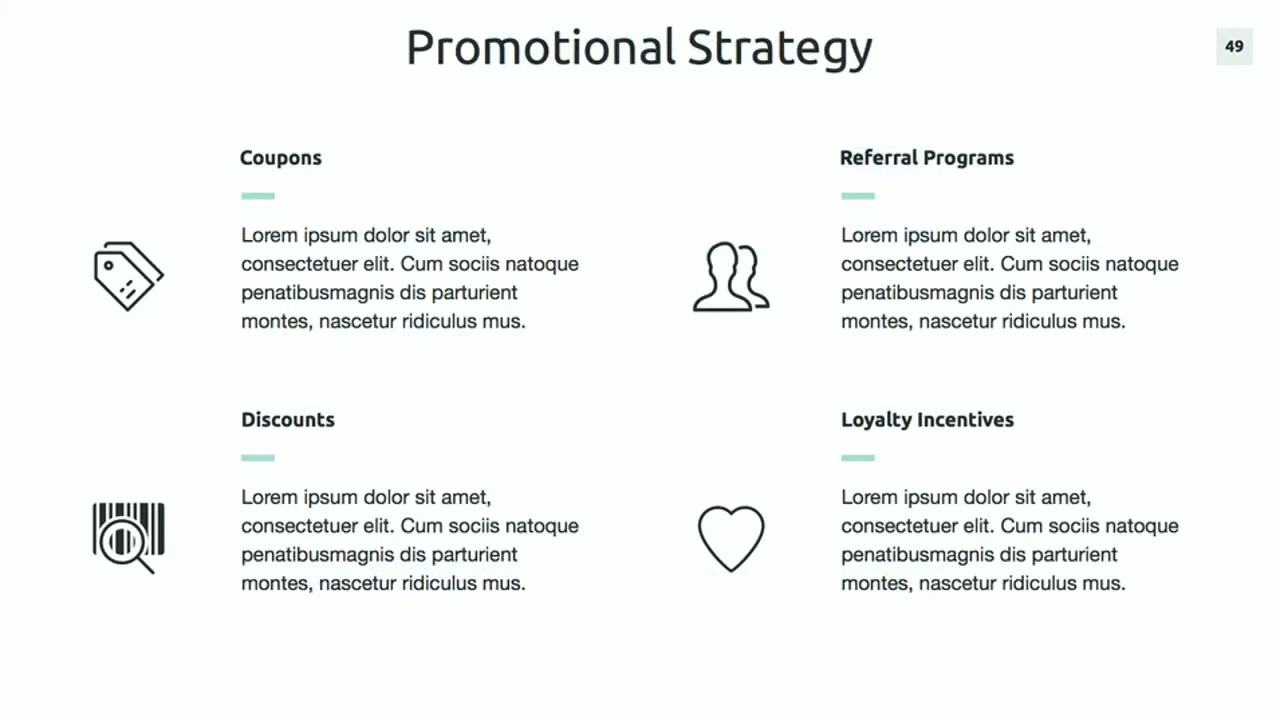 Promotional Strategy
49
Coupons
Lorem ipsum dolor sit amet,
consectetuer elit. Cum sociis natoque
penatibusmagnis dis parturient
montes, nascetur ridiculus mus.
Referral Programs
Lorem ipsum dolor sit amet,
consectetuer elit. Cum sociis natoque
penatibusmagnis dis parturient
montes, nascetur ridiculus mus.
Discounts
Lorem ipsum dolor sit amet,
consectetuer elit. Cum sociis natoque
penatibusmagnis dis parturient
montes, nascetur ridiculus mus.
Loyalty Incentives
Lorem ipsum dolor sit amet,
consectetuer elit. Cum sociis natoque
penatibusmagnis dis parturient
montes, nascetur ridiculus mus.